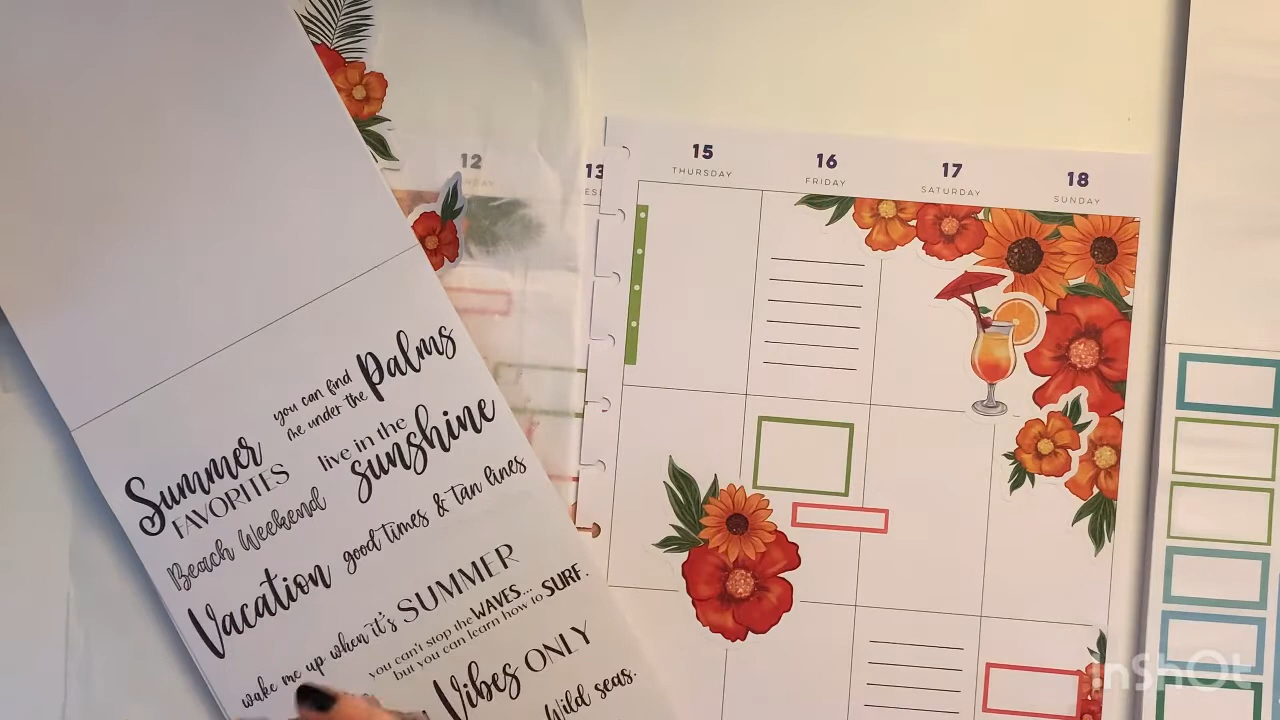 12
13
15
THURSDAY
16
FRIDAY
17
SATURDAY
18
SUNDAY
you can find
me under the Palms
Summer
FAVORITES
live in the
sunshine
Beach Weekend
good times & tan lines
Vacation
wake me up when it's SUMMER
you can't stop the WAVES...
but you can learn how to SURF.
Vibes ONLY
Wild seas.
InShOt